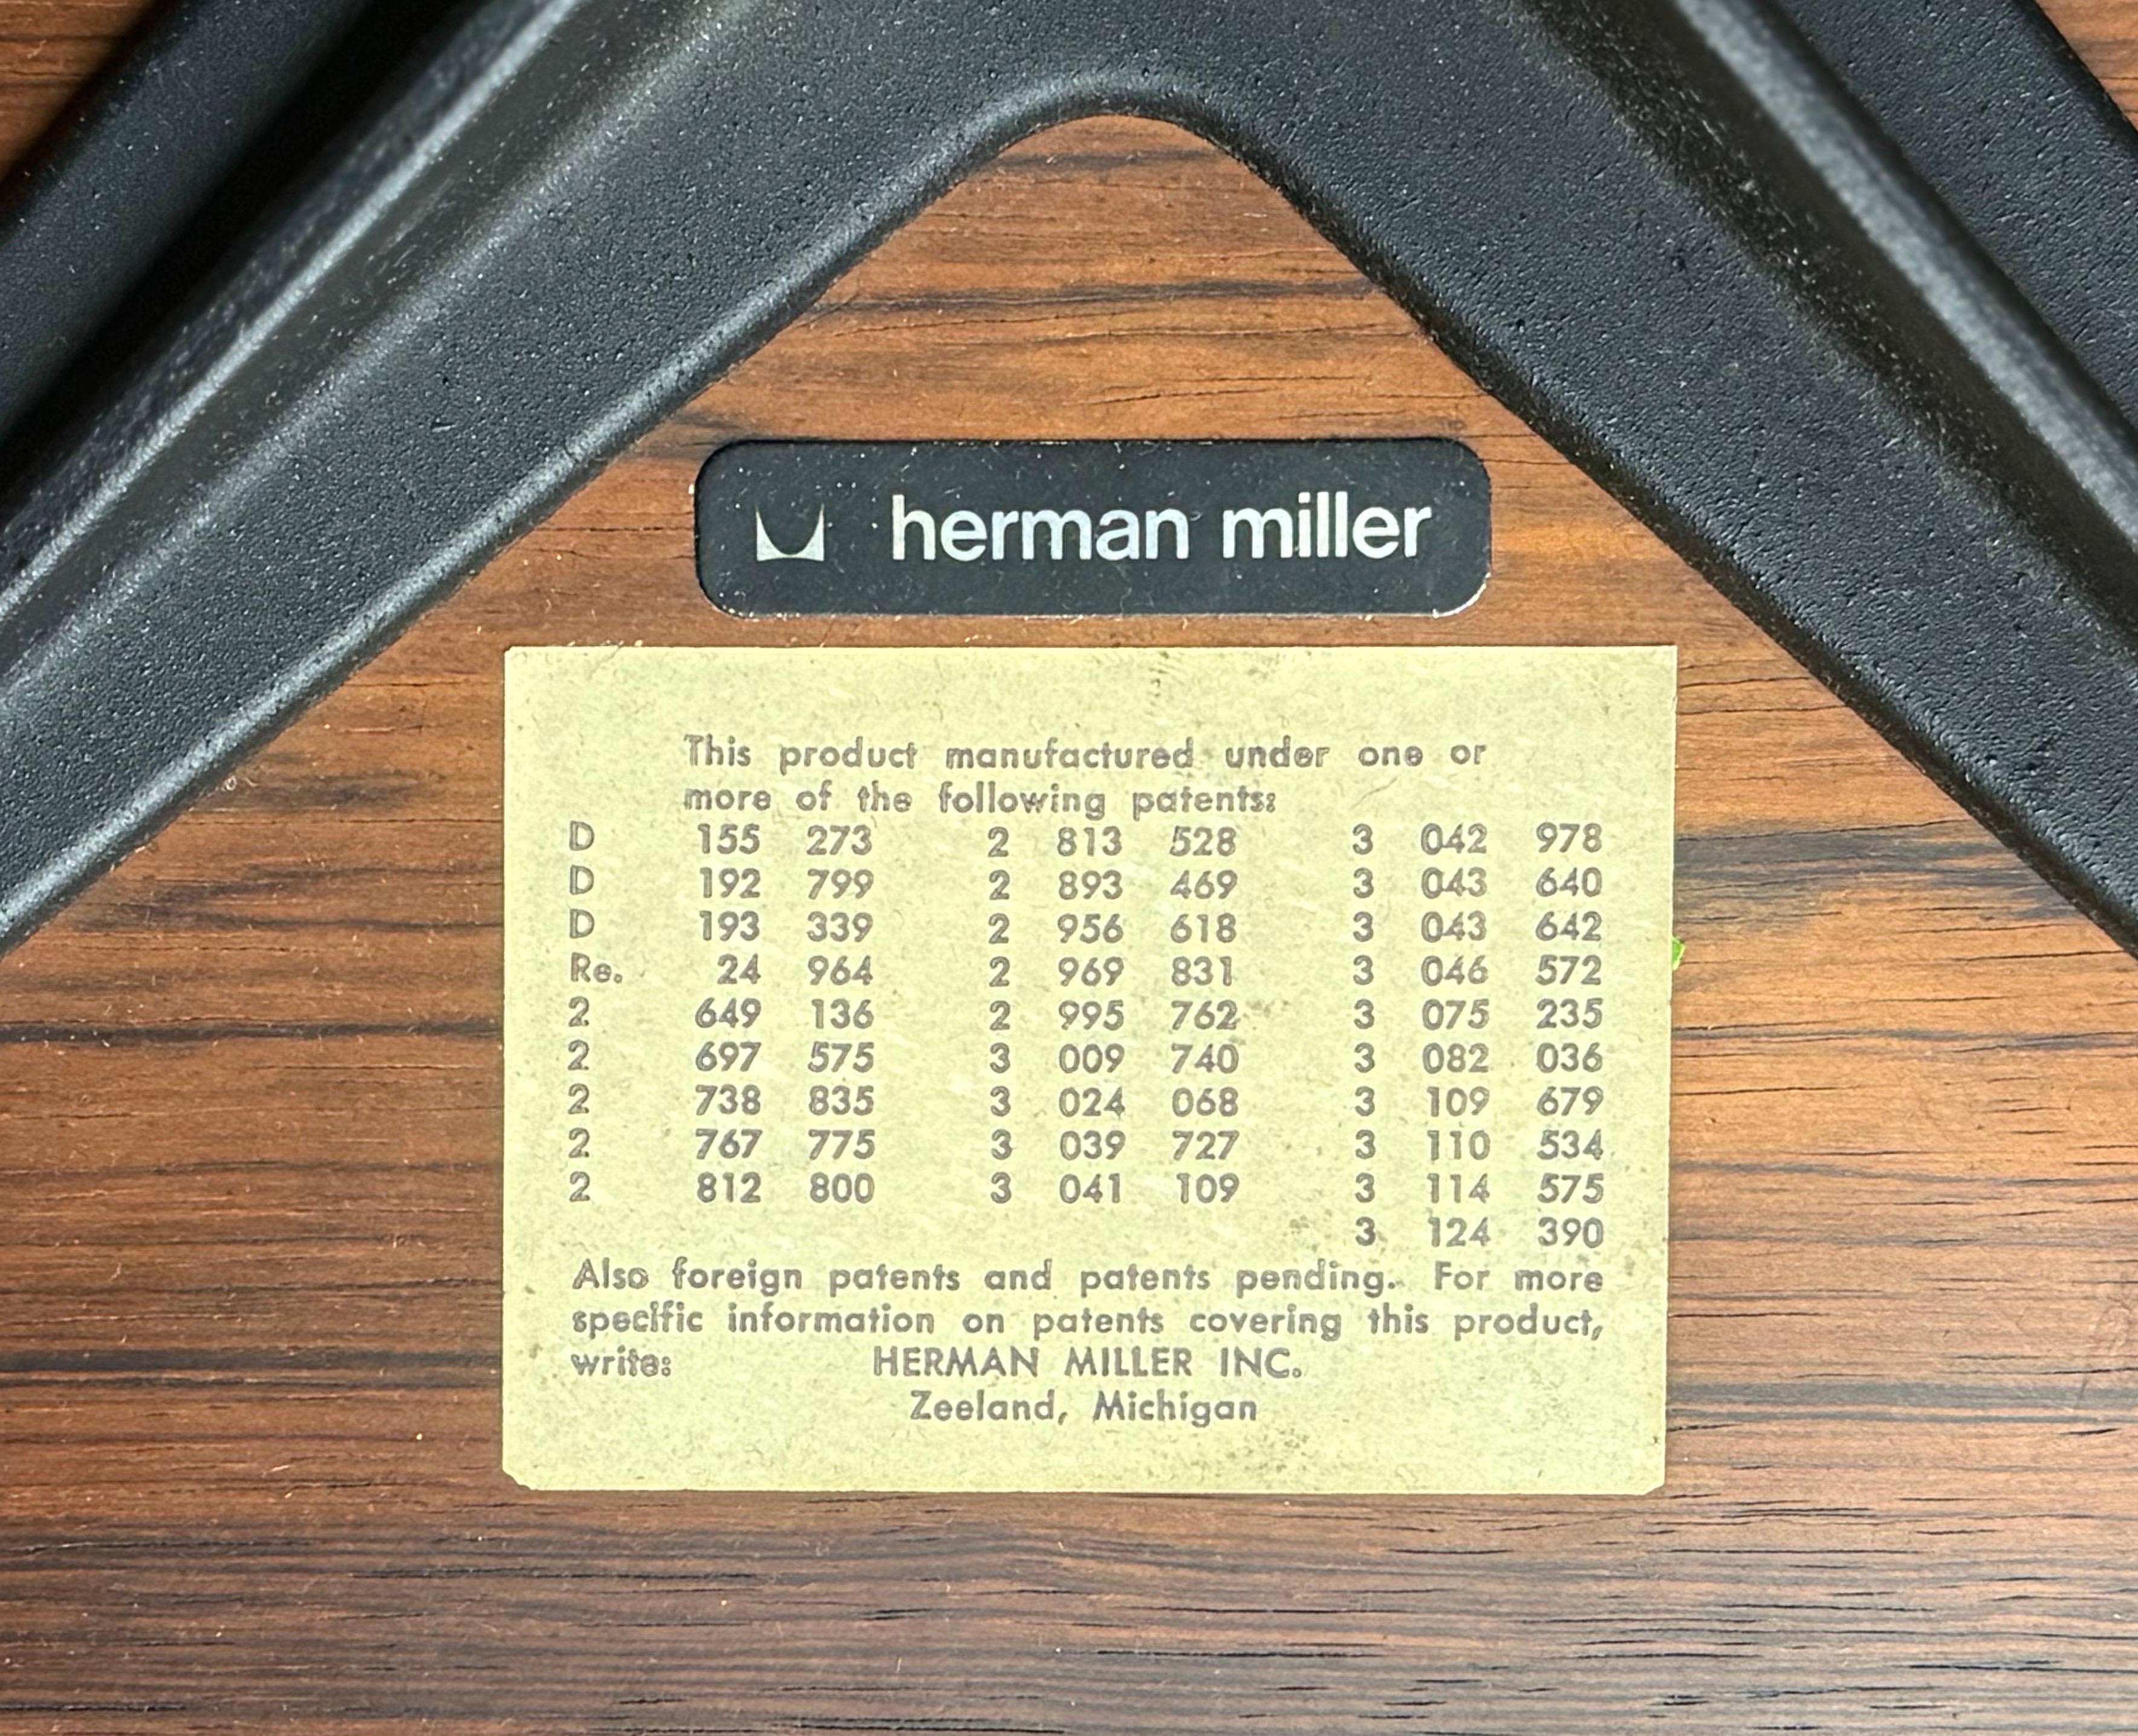 herman miller
This product manufactured under one or
more of the following patents:
D 155 273 2 813 528 3 042 978
D 192 799 2 893 469 3 043 640
D 193 339 2 956 618 3 043 642
Re. 24 964 2 969 831 3 046 572
2 649 136 2 995 762 3 075 235
2 697 575 3 009 740 3 082 036
2 738 835 3 024 068 3 109 679
2 767 775 3 039 727 3 110 534
2 812 800 3 041 109 3 114 575
3 124 390
Also foreign patents and patents pending. For more
specific information on patents covering this product,
write: HERMAN MILLER INC.
Zeeland, Michigan